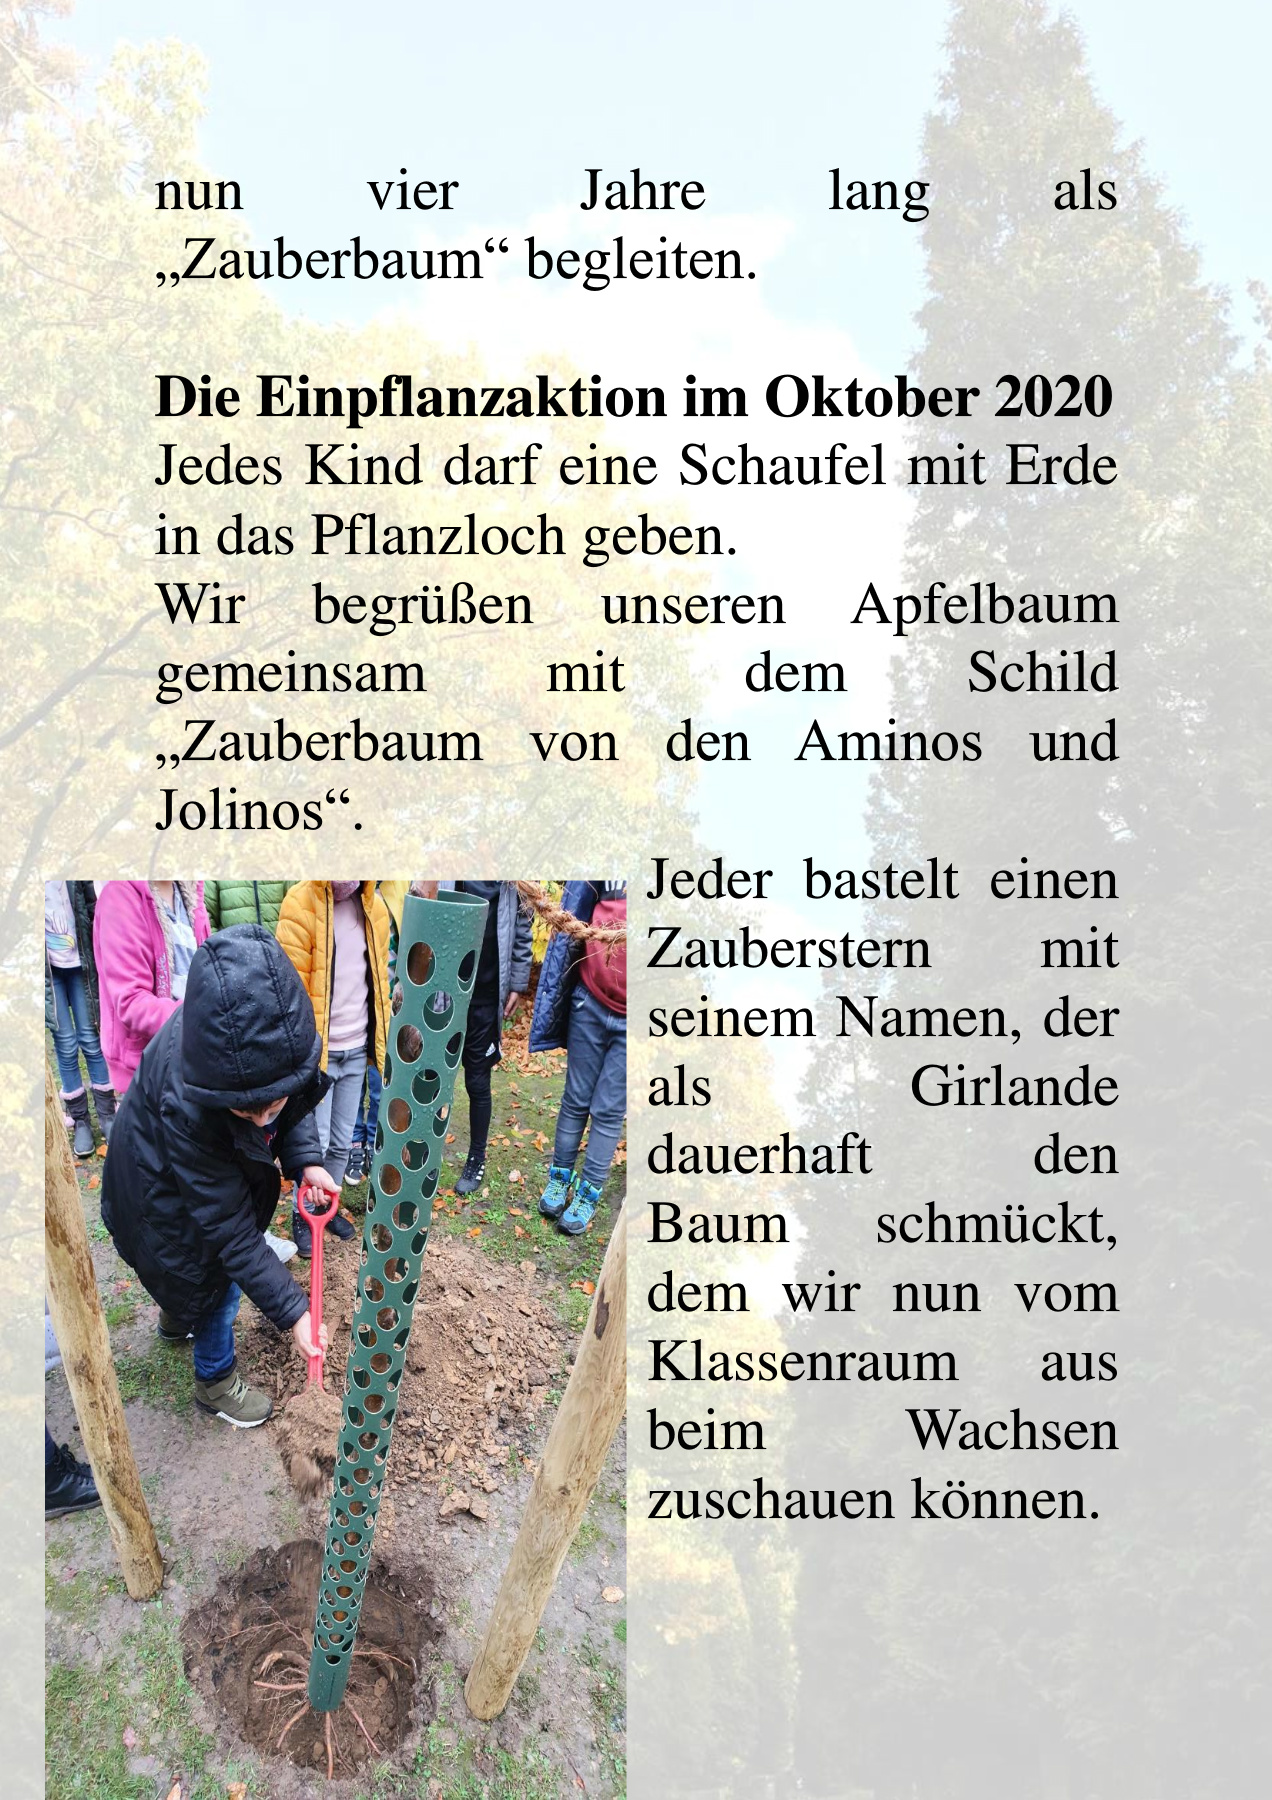 nun vier Jahre lang als
„Zauberbaum“ begleiten.
Die Einpflanzaktion im Oktober 2020
Jedes Kind darf eine Schaufel mit Erde
in das Pflanzloch geben.
Wir begrüßen unseren Apfelbaum
gemeinsam mit dem Schild
„Zauberbaum von den Aminos und
Jolinos“.
Jeder bastelt einen
Zauberstern mit
seinem Namen, der
als Girlande
dauerhaft den
Baum schmückt,
dem wir nun vom
Klassenraum aus
beim Wachsen
zuschauen können.